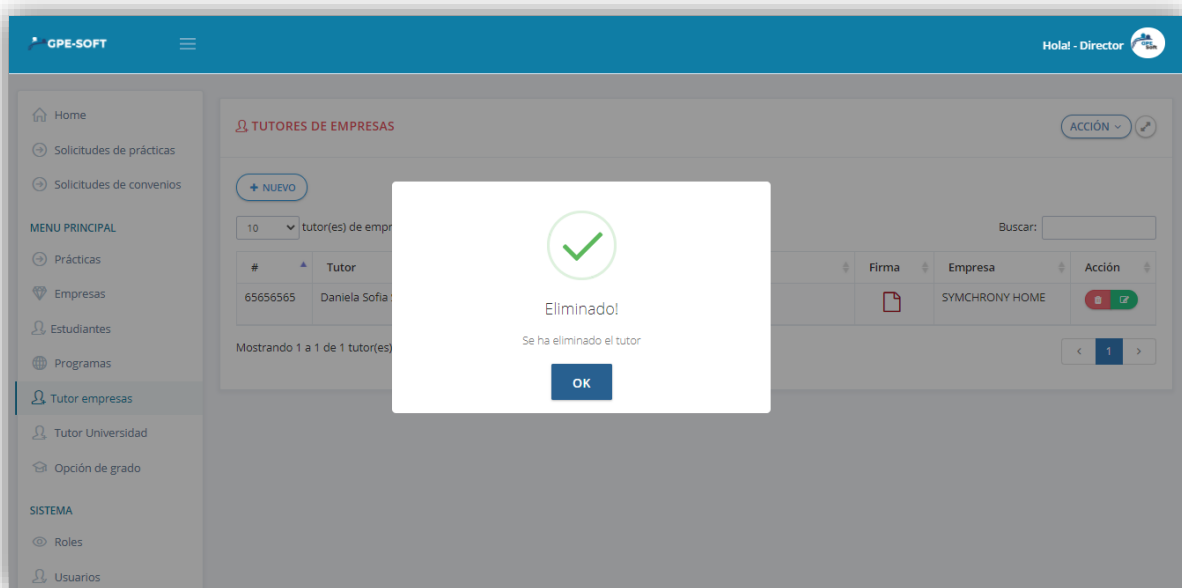 GPE-SOFT
Hola! - Director
GPE
Soft
Home
Solicitudes de prácticas
Solicitudes de convenios
MENU PRINCIPAL
Prácticas
Empresas
Estudiantes
Programas
Tutor empresas
Tutor Universidad
Opción de grado
SISTEMA
Roles
Usuarios
TUTORES DE EMPRESAS
ACCIÓN
+ NUEVO
10 tutor(es) de empr
Buscar:
# Tutor Firma Empresa Acción
65656565 Daniela Sofia SYMCHRONY HOME
Mostrando 1 a 1 de 1 tutor(es)
< 1 >
Eliminado!
Se ha eliminado el tutor
OK